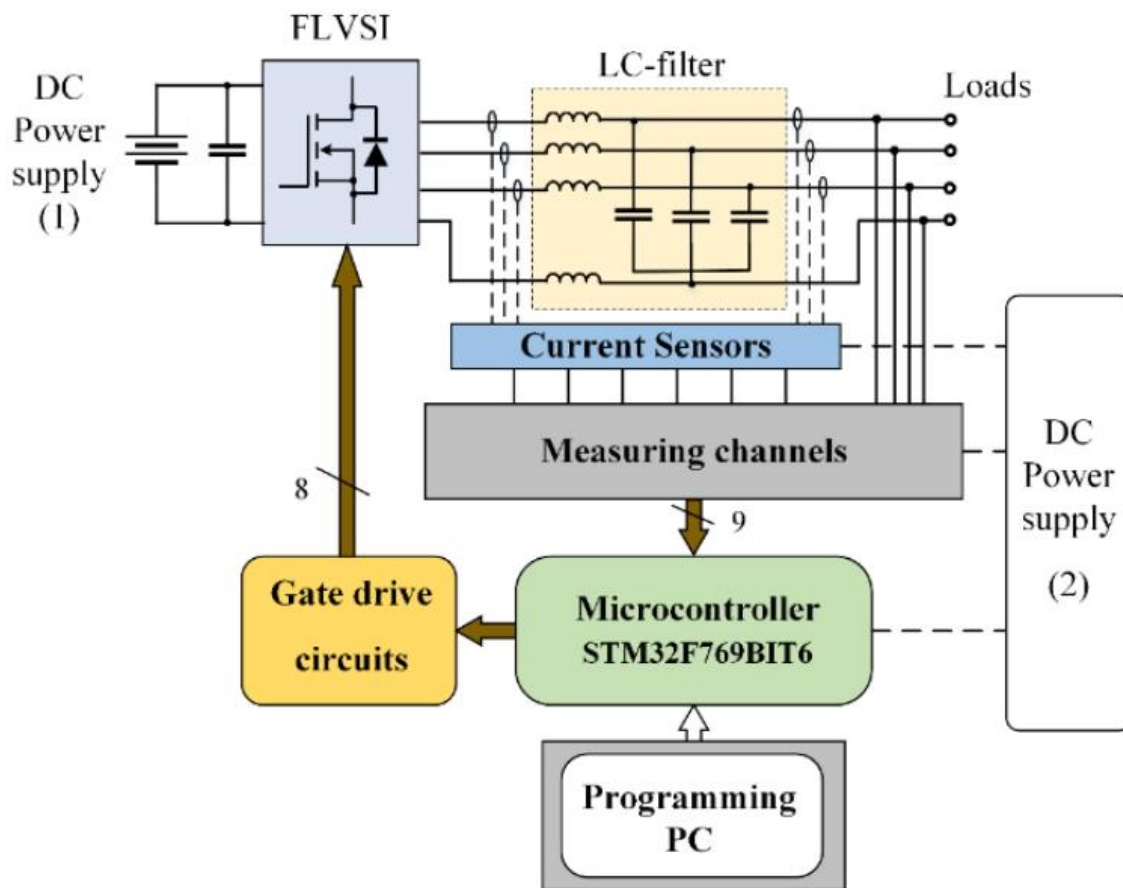 FLVSI
DC
Power
supply
(1)
LC-filter
Loads
Current Sensors
Measuring channels
DC
Power
supply
(2)
8
9
Gate drive
circuits
Microcontroller
STM32F769BIT6
Programming
PC